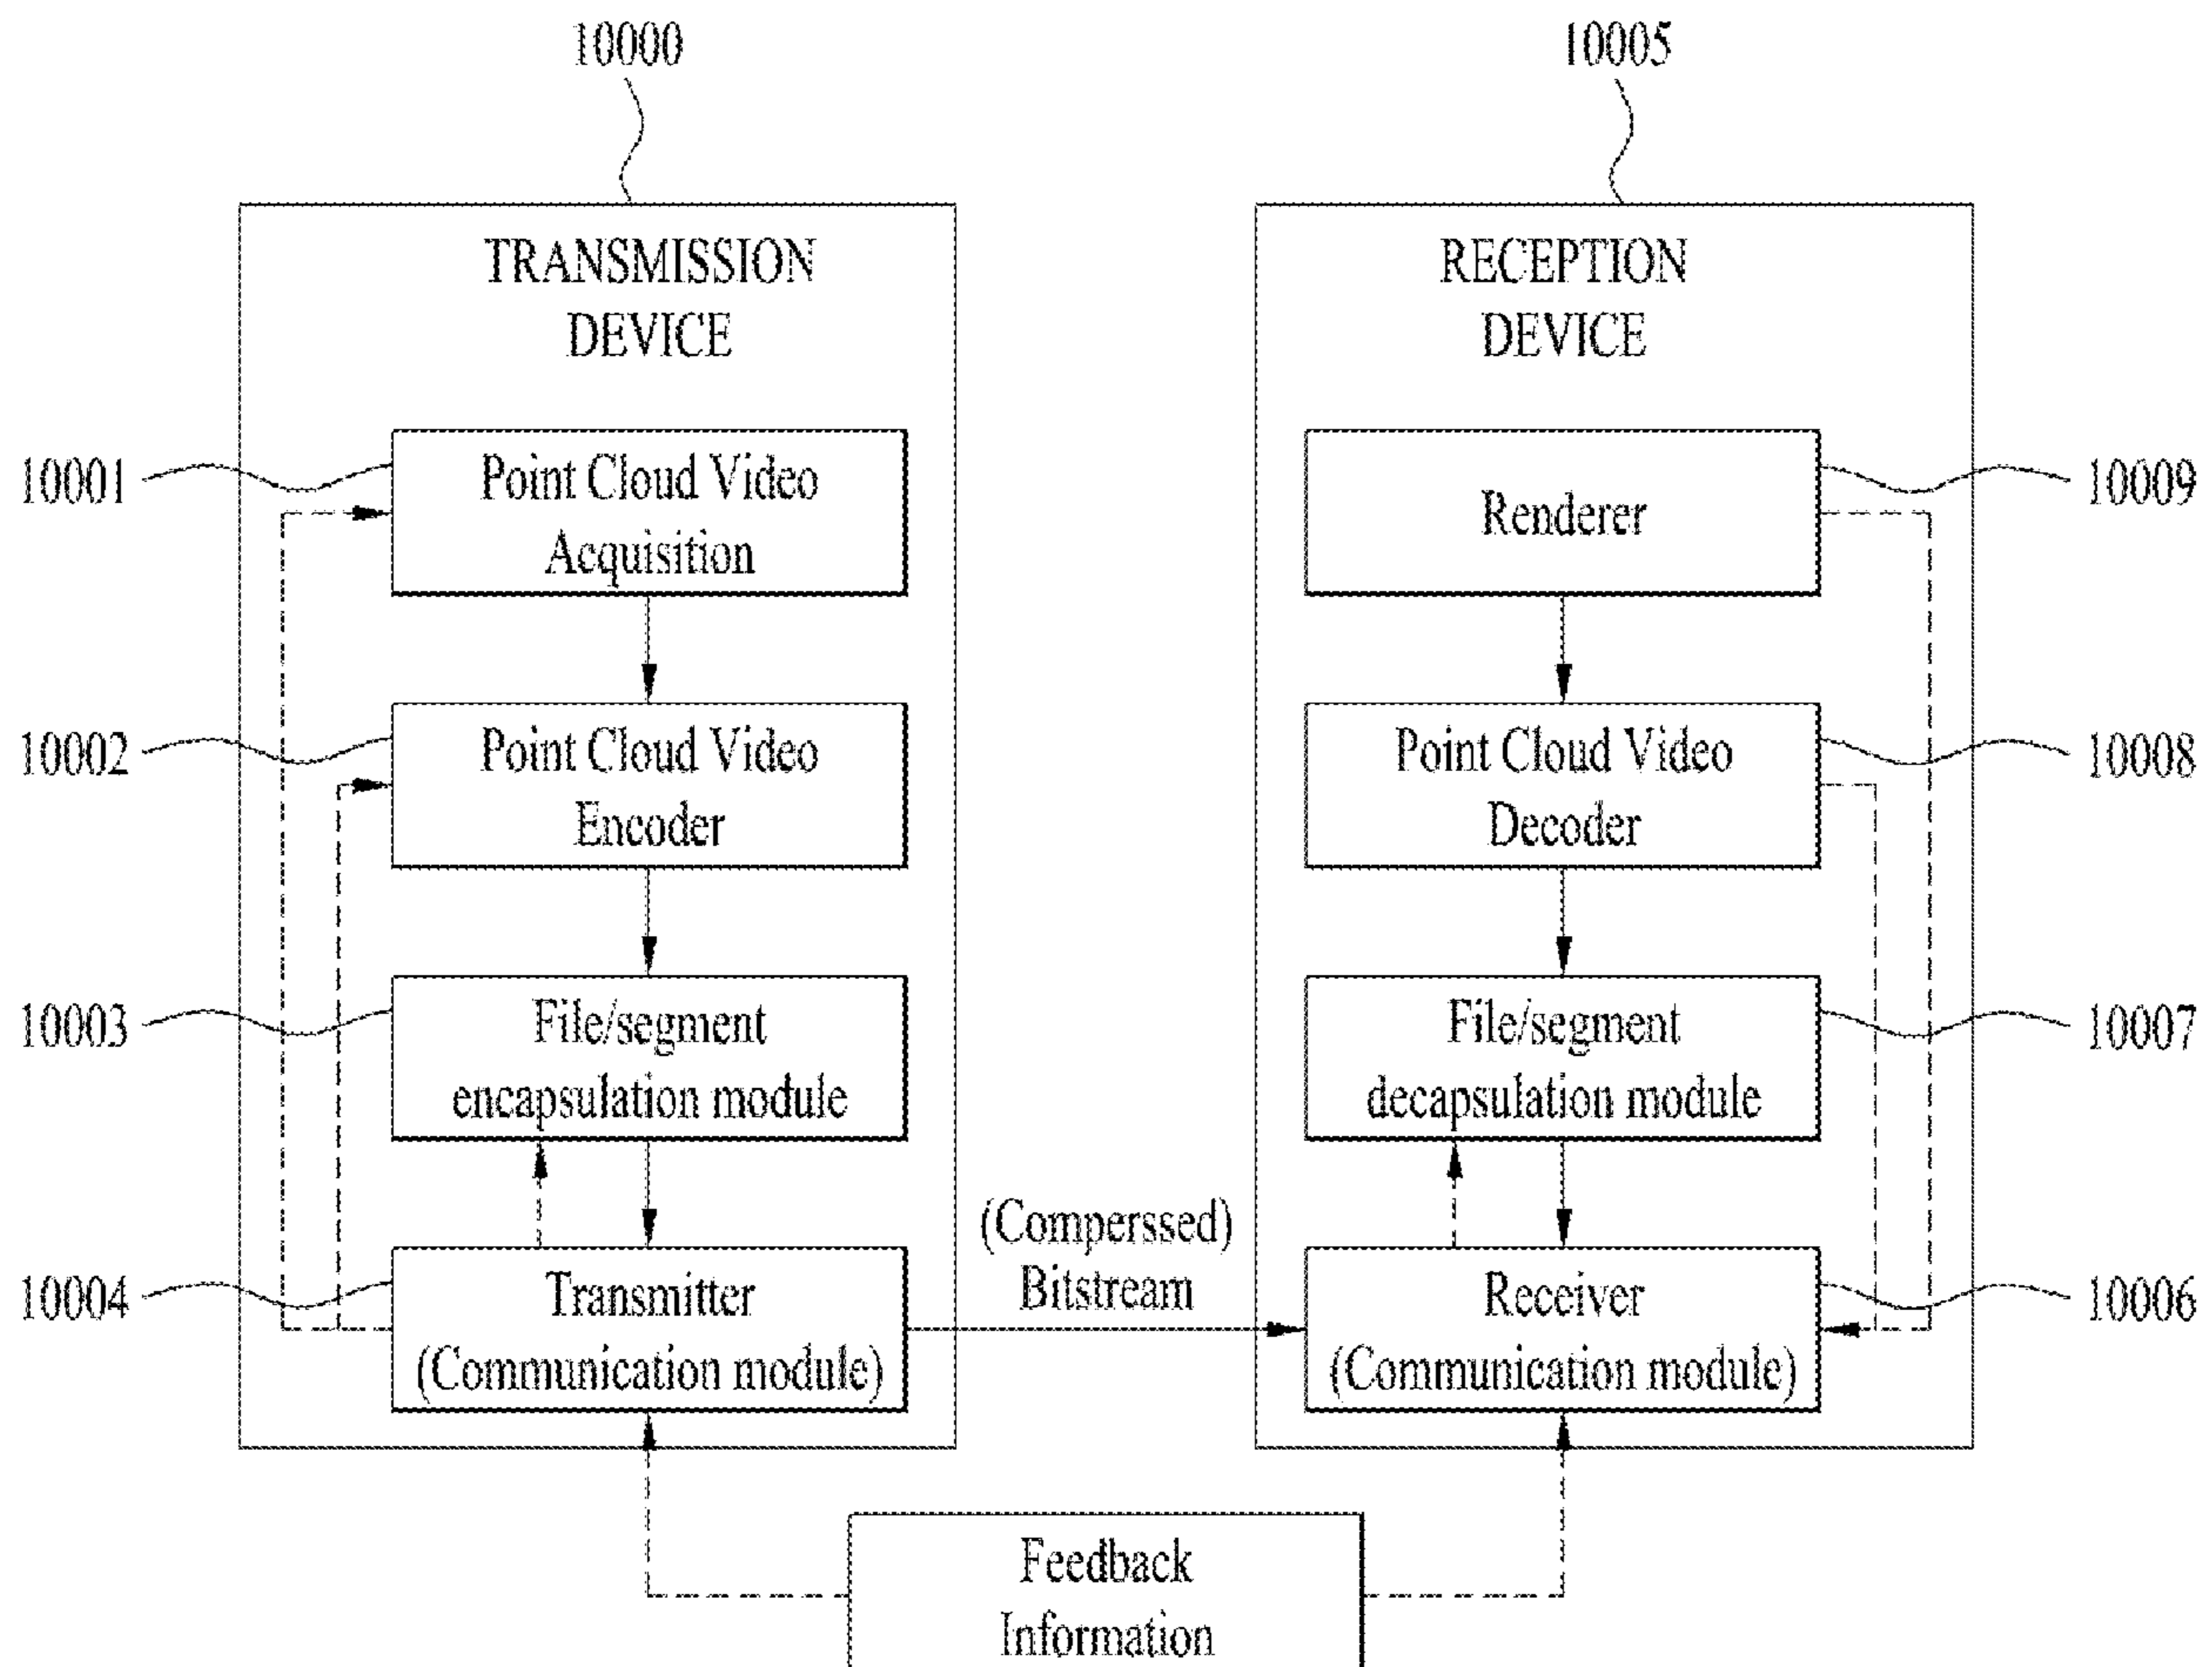 10000
10005
TRANSMISSION
DEVICE
RECEPTION
DEVICE
10001
Point Cloud Video
Acquisition
Renderer
10009
10002
Point Cloud Video
Encoder
Point Cloud Video
Decoder
10008
10003
File/segment
encapsulation module
File/segment
decapsulation module
10007
(Comperssed)
Bitstream
10004
Transmitter
(Communication module)
Receiver
(Communication module)
10006
Feedback
Information